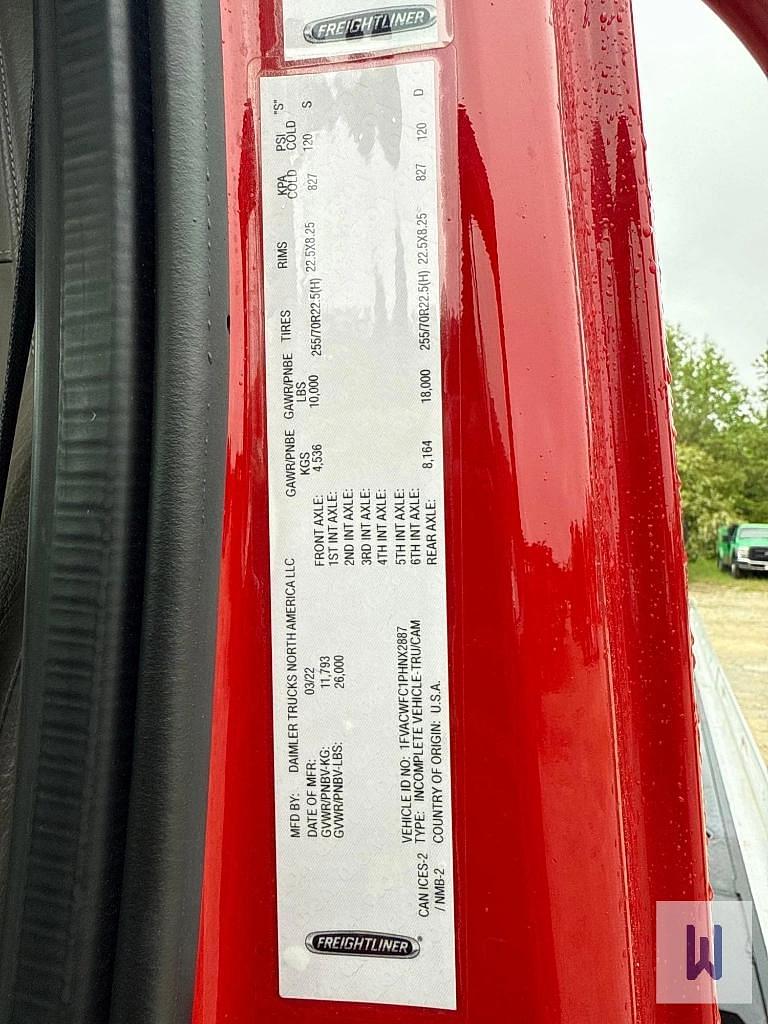 FREIGHTLINER
FREIGHTLINER®
MFD BY: DAIMLER TRUCKS NORTH AMERICA LLC
DATE OF MFR: 03/22
GVWR/PNBV-KG: 11,793
GVWR/PNBV-LBS: 26,000
VEHICLE ID NO: 1FVACWFC1PHNX2887
CAN ICES-2 TYPE: INCOMPLETE VEHICLE-TRU/CAM
/ NMB-2 COUNTRY OF ORIGIN: U.S.A.
GAWR/PNBE GAWR/PNBE TIRES RIMS KPA PSI "S"
KGS LBS COLD COLD
FRONT AXLE: 4,536 10,000 255/70R22.5(H) 22.5X8.25 827 120 S
1ST INT AXLE:
2ND INT AXLE:
3RD INT AXLE:
4TH INT AXLE:
5TH INT AXLE:
6TH INT AXLE:
REAR AXLE: 8,164 18,000 255/70R22.5(H) 22.5X8.25 827 120 D
W